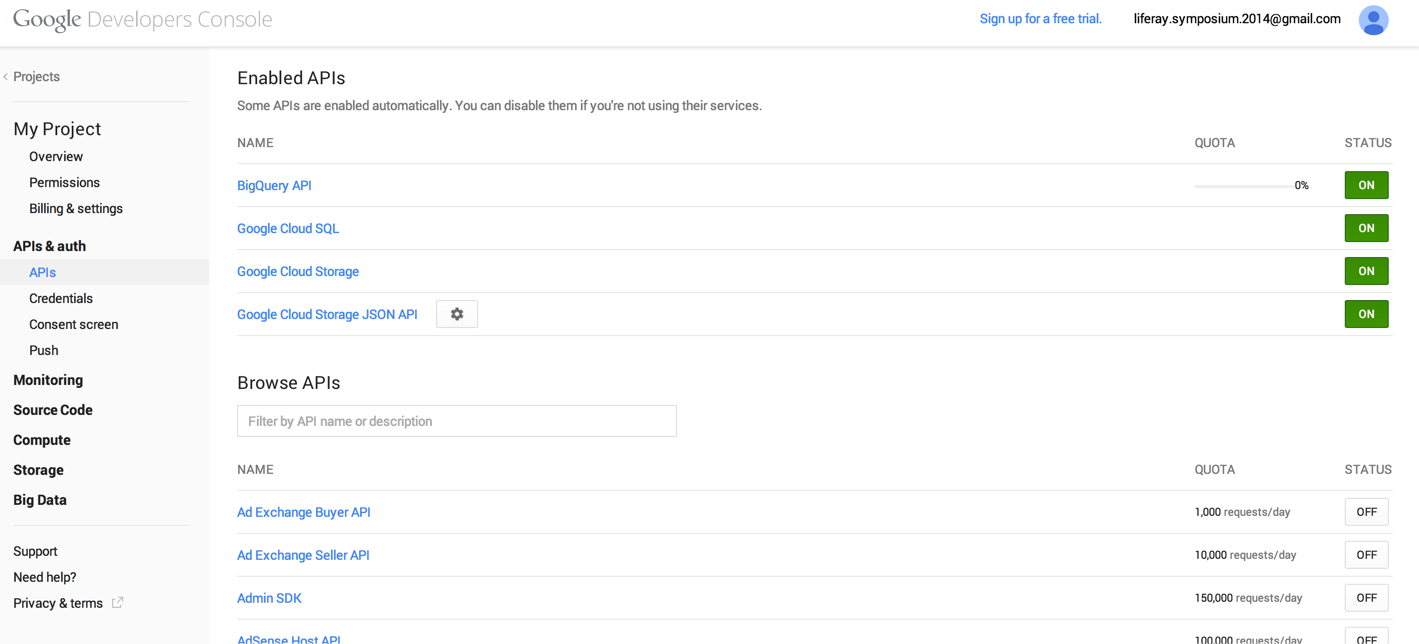 Google Developers Console
Sign up for a free trial. liferay.symposium.2014@gmail.com
Projects
My Project
Overview
Permissions
Billing & settings
APIs & auth
APIs
Credentials
Consent screen
Push
Monitoring
Source Code
Compute
Storage
Big Data
Support
Need help?
Privacy & terms
Enabled APIs
Some APIs are enabled automatically. You can disable them if you're not using their services.
NAME QUOTA STATUS
BigQuery API 0% ON
Google Cloud SQL ON
Google Cloud Storage ON
Google Cloud Storage JSON API ON
Browse APIs
Filter by API name or description
NAME QUOTA STATUS
Ad Exchange Buyer API 1,000 requests/day OFF
Ad Exchange Seller API 10,000 requests/day OFF
Admin SDK 150,000 requests/day OFF
AdSense Host API 100,000 requests/day OFF